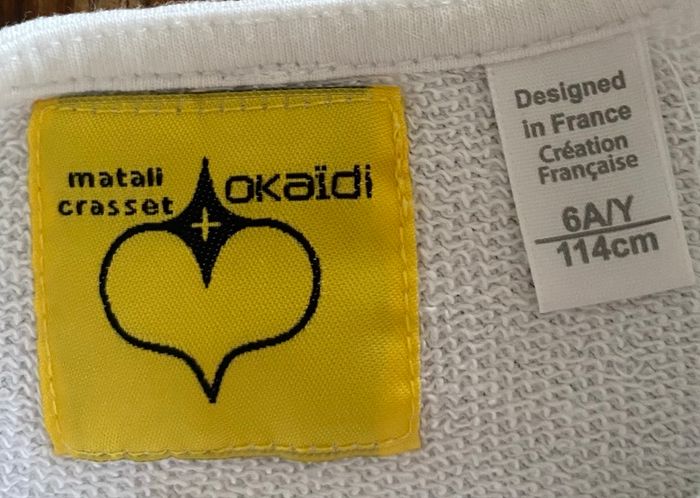 matali
crasset
+
okaïdi
Designed
in France
Création
Française
6A/Y
114cm